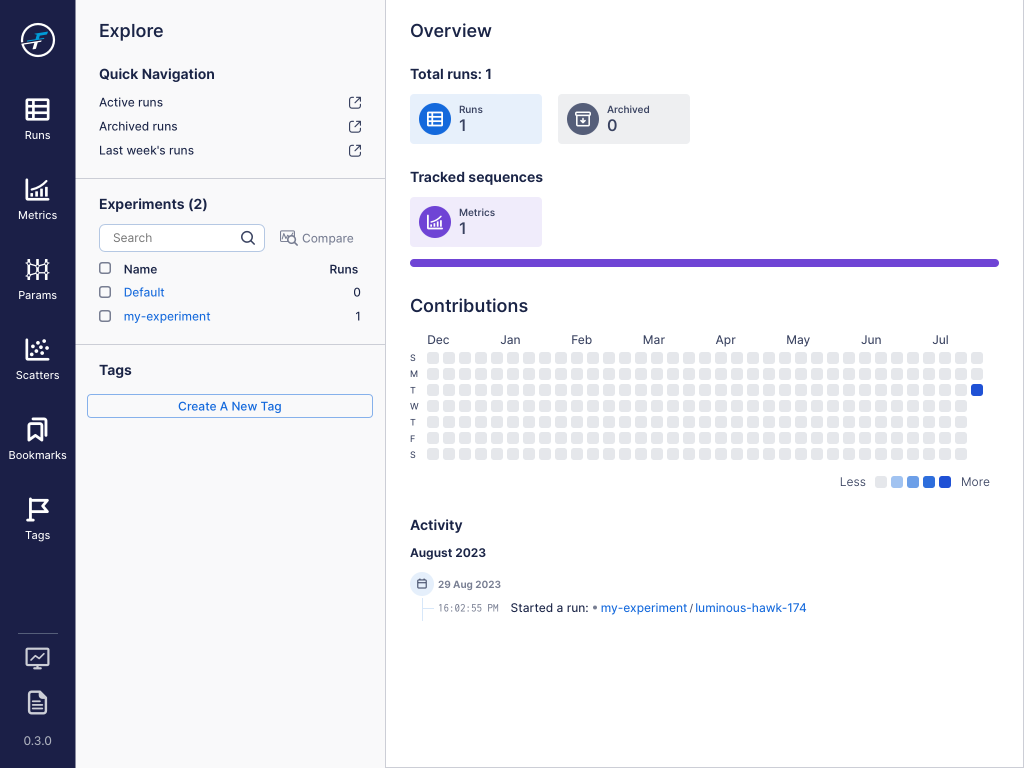 Runs
Metrics
Params
Scatters
Bookmarks
Tags
0.3.0
Explore
Quick Navigation
Active runs
Archived runs
Last week's runs
Experiments (2)
Search
Compare
Name Runs
Default 0
my-experiment 1
Tags
Create A New Tag
Overview
Total runs: 1
Runs
1
Archived
0
Tracked sequences
Metrics
1
Contributions
Dec Jan Feb Mar Apr May Jun Jul
S
M
T
W
T
F
S
Less More
Activity
August 2023
29 Aug 2023
16:02:55 PM Started a run: • my-experiment / luminous-hawk-174